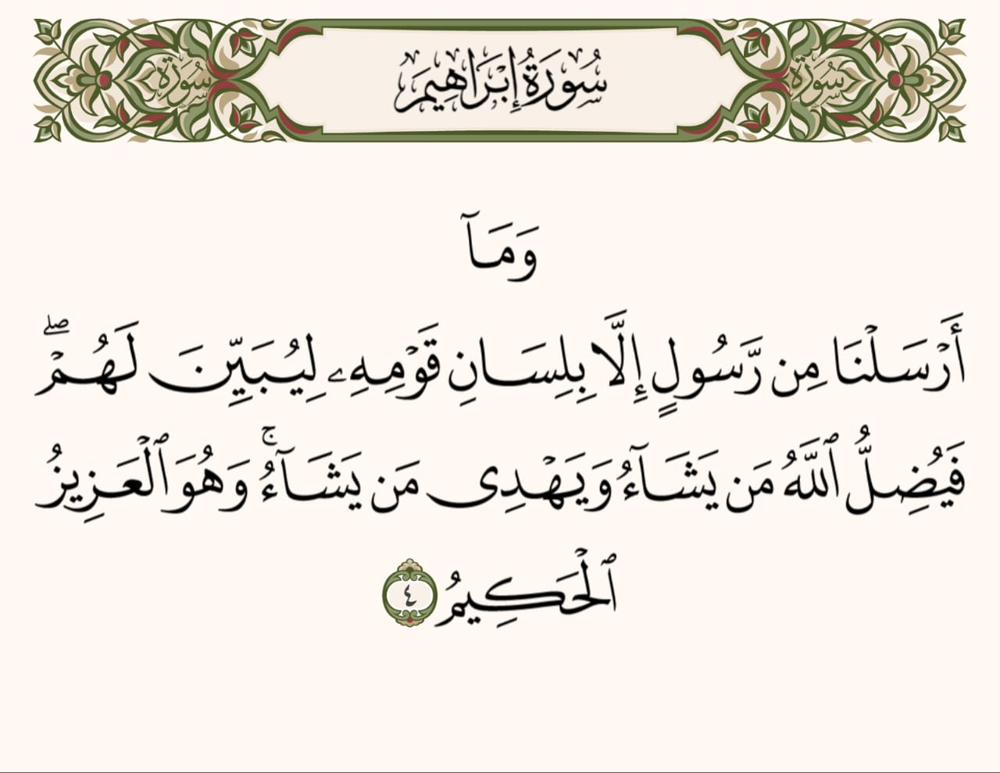 سُورَةُ إِبْرَاهِيمَ
وَمَآ
أَرْسَلْنَا مِن رَّسُولٍ إِلَّا بِلِسَانِ قَوْمِهِۦ لِيُبَيِّنَ لَهُمْ ۖ
فَيُضِلُّ ٱللَّهُ مَن يَشَآءُ وَيَهْدِى مَن يَشَآءُ ۚ وَهُوَ ٱلْعَزِيزُ
ٱلْحَكِيمُ ٤